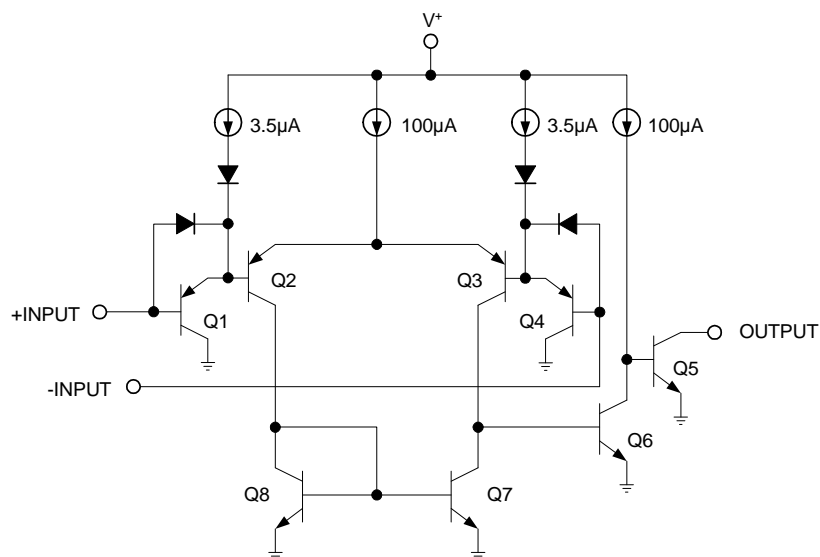 V+
3.5µA 100µA 3.5µA 100µA
Q2 Q3
+INPUT Q1 Q4
OUTPUT
Q5
-INPUT
Q6
Q8 Q7